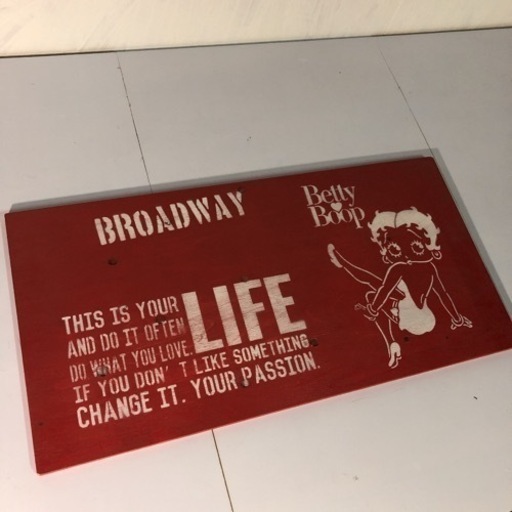 BROADWAY
Betty
Boop
THIS IS YOUR LIFE
AND DO IT OFTEN
DO WHAT YOU LOVE.
IF YOU DON'T LIKE SOMETHING
CHANGE IT. YOUR PASSION.